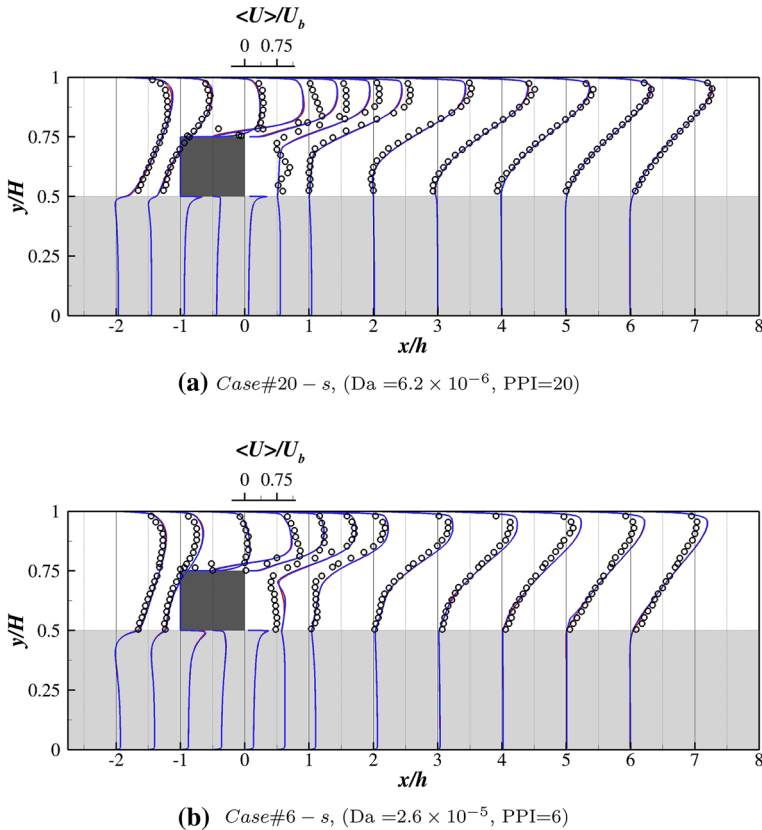 <U>/U_b
0 0.75
1
0.75
0.5
0.25
0
y/H
-2 -1 0 1 2 3 4 5 6 7 8
x/h
(a) Case#20 − s, (Da =6.2 × 10^{−6}, PPI=20)
<U>/U_b
0 0.75
1
0.75
0.5
0.25
0
y/H
-2 -1 0 1 2 3 4 5 6 7 8
x/h
(b) Case#6 − s, (Da =2.6 × 10^{−5}, PPI=6)